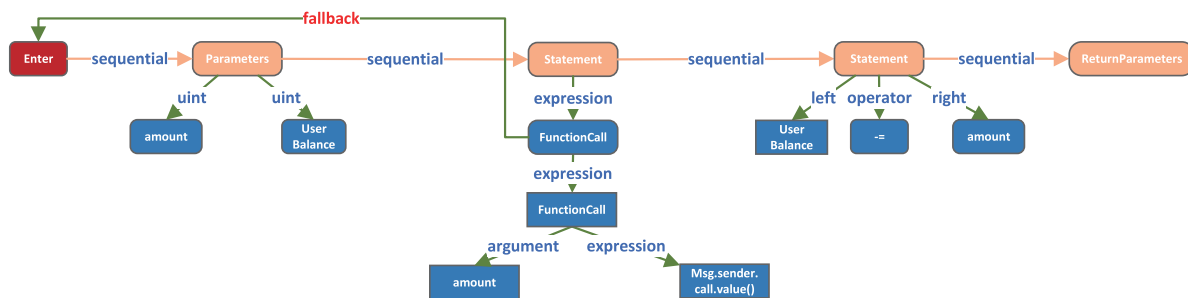 fallback
Enter
sequential
Parameters
sequential
Statement
sequential
Statement
sequential
ReturnParameters
uint
uint
expression
left
operator
right
amount
User
Balance
FunctionCall
User
Balance
-=
amount
expression
FunctionCall
argument
expression
amount
Msg.sender.
call.value()